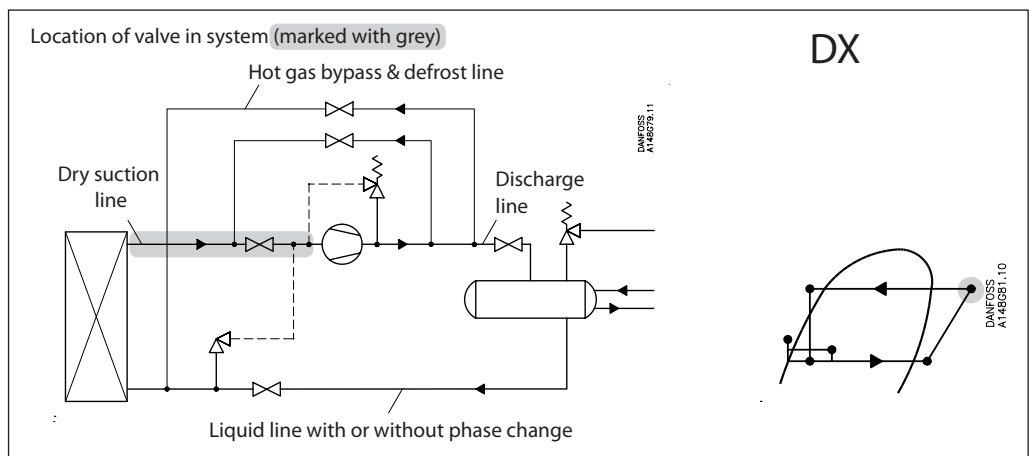 Location of valve in system (marked with grey)
DX
Hot gas bypass & defrost line
DANFOSS
A148G79.11
Dry suction
line
Discharge
line
DANFOSS
A148G81.10
Liquid line with or without phase change